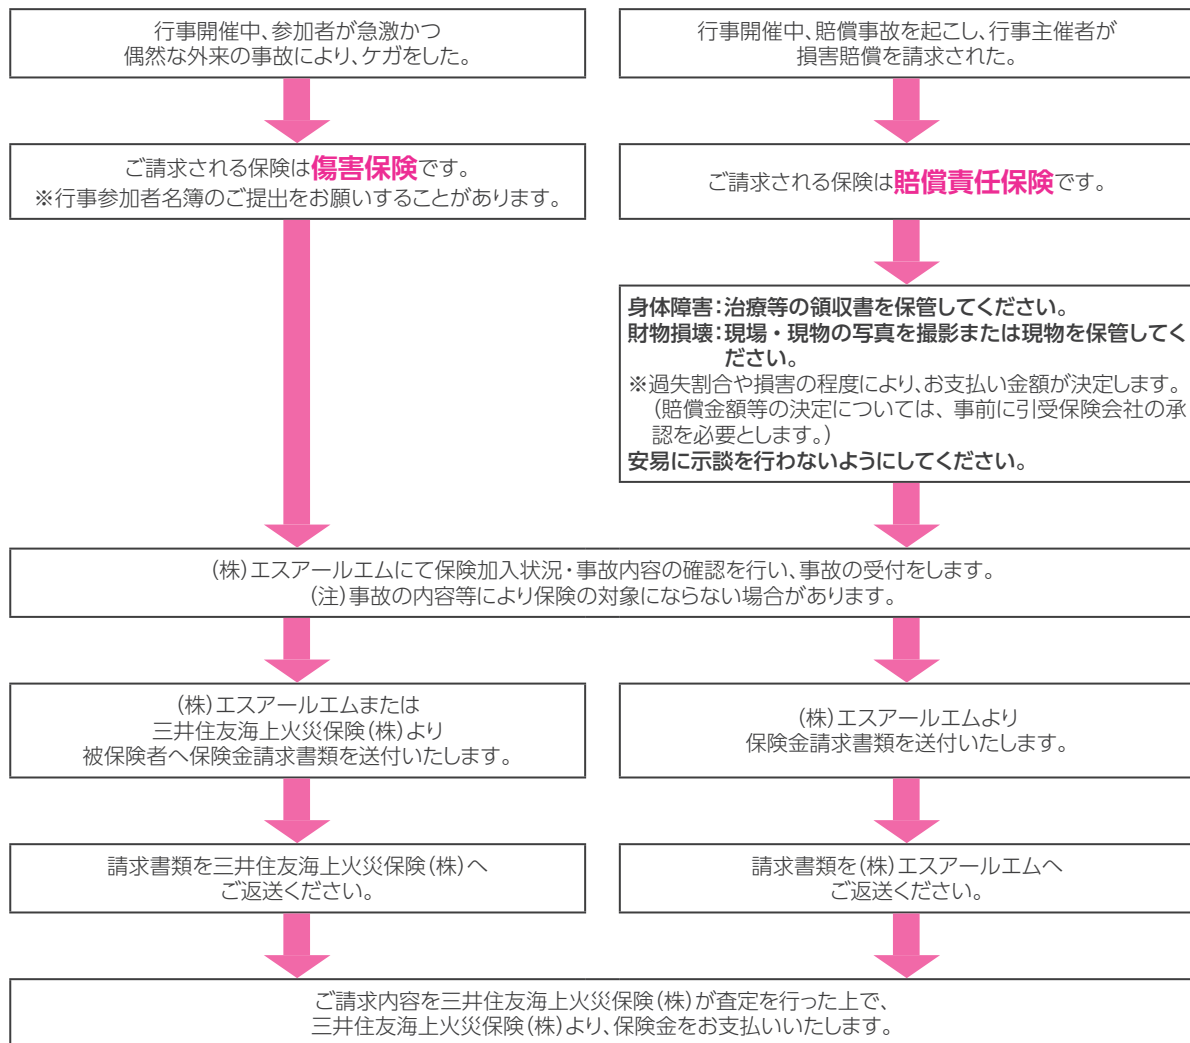 行事開催中、参加者が急激かつ
偶然な外来の事故により、ケガをした。
ご請求される保険は傷害保険です。
※行事参加者名簿のご提出をお願いすることがあります。
行事開催中、賠償事故を起こし、行事主催者が
損害賠償を請求された。
ご請求される保険は賠償責任保険です。
身体障害：治療等の領収書を保管してください。
財物損壊：現場・現物の写真を撮影または現物を保管してく
ださい。
※過失割合や損害の程度により、お支払い金額が決定します。
（賠償金額等の決定については、事前に引受保険会社の承
認を必要とします。）
安易に示談を行わないようにしてください。
（株）エスアールエムにて保険加入状況・事故内容の確認を行い、事故の受付をします。
（注）事故の内容等により保険の対象にならない場合があります。
（株）エスアールエムまたは
三井住友海上火災保険（株）より
被保険者へ保険金請求書類を送付いたします。
請求書類を三井住友海上火災保険（株）へ
ご返送ください。
（株）エスアールエムより
保険金請求書類を送付いたします。
請求書類を（株）エスアールエムへ
ご返送ください。
ご請求内容を三井住友海上火災保険（株）が査定を行った上で、
三井住友海上火災保険（株）より、保険金をお支払いいたします。